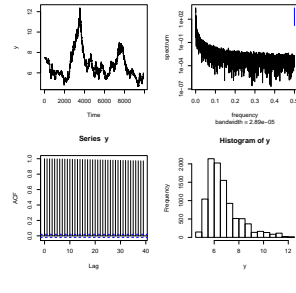 y
12
10
8
6
0 2000 4000 6000 8000
Time
spectrum
1e+02
1e-01
1e-04
1e-07
0.0 0.1 0.2 0.3 0.4 0.5
frequency
bandwidth = 2.89e-05
Series y
ACF
1.0
0.8
0.6
0.4
0.2
0.0
0 10 20 30 40
Lag
Histogram of y
Frequency
2000
1000
500
0
6 8 10 12
y